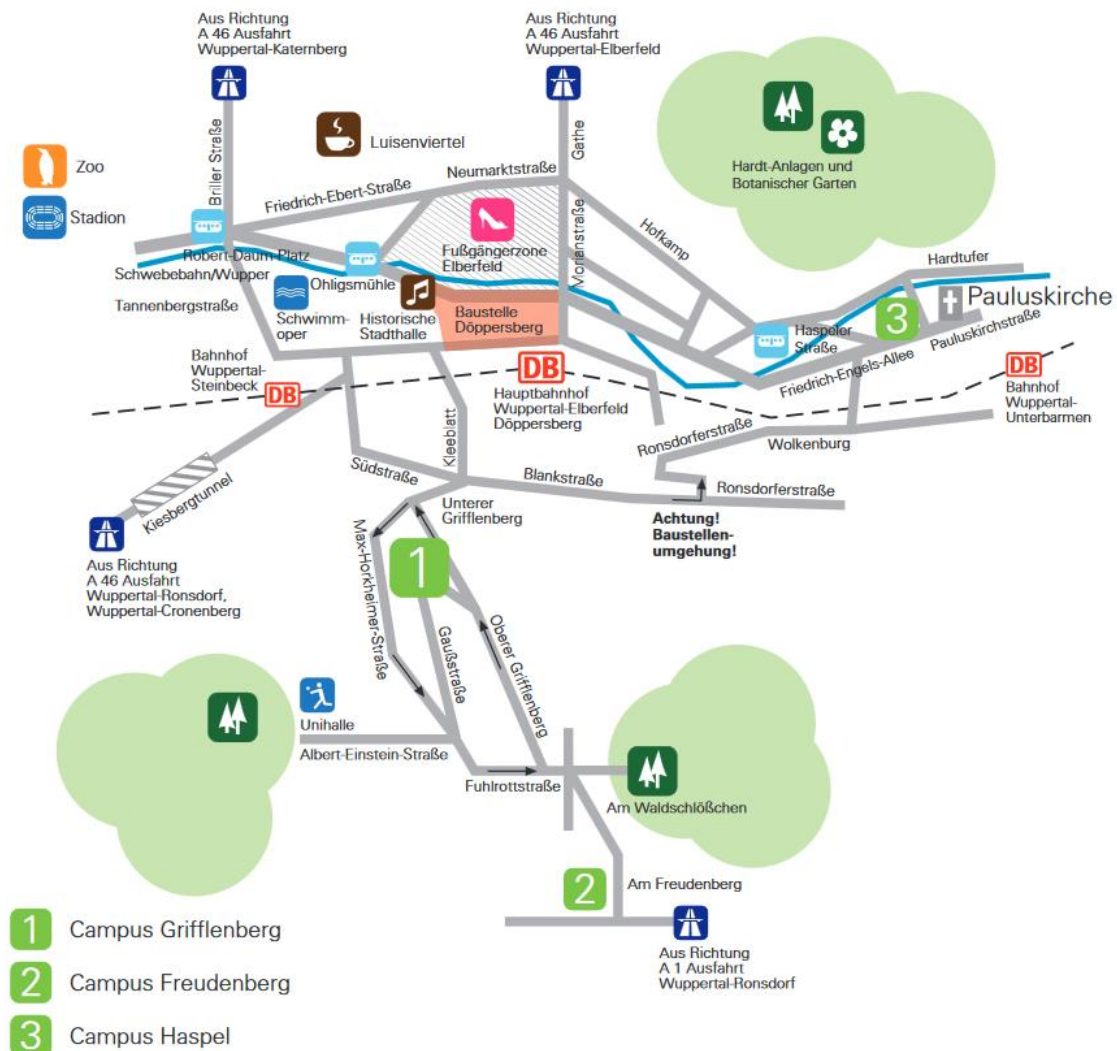 Aus Richtung
A 46 Ausfahrt
Wuppertal-Katernberg
Aus Richtung
A 46 Ausfahrt
Wuppertal-Elberfeld
Luisenviertel
Zoo
Stadion
Briller Straße
Friedrich-Ebert-Straße
Neumarktstraße
Gathe
Hardt-Anlagen und
Botanischer Garten
Fußgängerzone
Elberfeld
Morianstraße
Hofkamp
Hardtufer
Robert-Daum-Platz
Schwebebahn/Wupper
Ohligsmühle
Tannenbergstraße
Schwimm-
oper
Historische
Stadthalle
Baustelle
Döppersberg
3
Pauluskirche
Haspeler
Straße
Pauluskirchstraße
Friedrich-Engels-Allee
Bahnhof
Wuppertal-
Steinbeck
DB
DB
Hauptbahnhof
Wuppertal-Elberfeld
Döppersberg
DB
Bahnhof
Wuppertal-
Unterbarmen
Ronsdorferstraße
Wolkenburg
Kleeblatt
Südstraße
Blankstraße
Ronsdorferstraße
Kiesbergtunnel
Unterer
Grifflenberg
Achtung!
Baustellen-
umgehung!
Aus Richtung
A 46 Ausfahrt
Wuppertal-Ronsdorf,
Wuppertal-Cronenberg
1
Max-Horkheimer-Straße
Gaußstraße
Oberer Grifflenberg
Unihalle
Albert-Einstein-Straße
Fuhlrottstraße
Am Waldschlößchen
2
Am Freudenberg
Aus Richtung
A 1 Ausfahrt
Wuppertal-Ronsdorf
1 Campus Grifflenberg
2 Campus Freudenberg
3 Campus Haspel